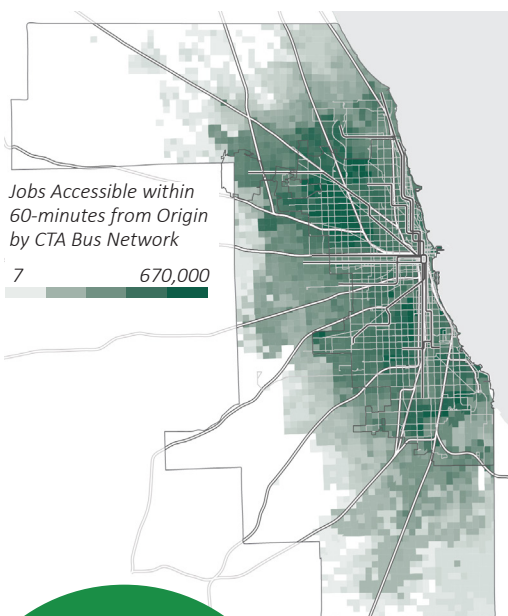 Jobs Accessible within
60-minutes from Origin
by CTA Bus Network
7 670,000